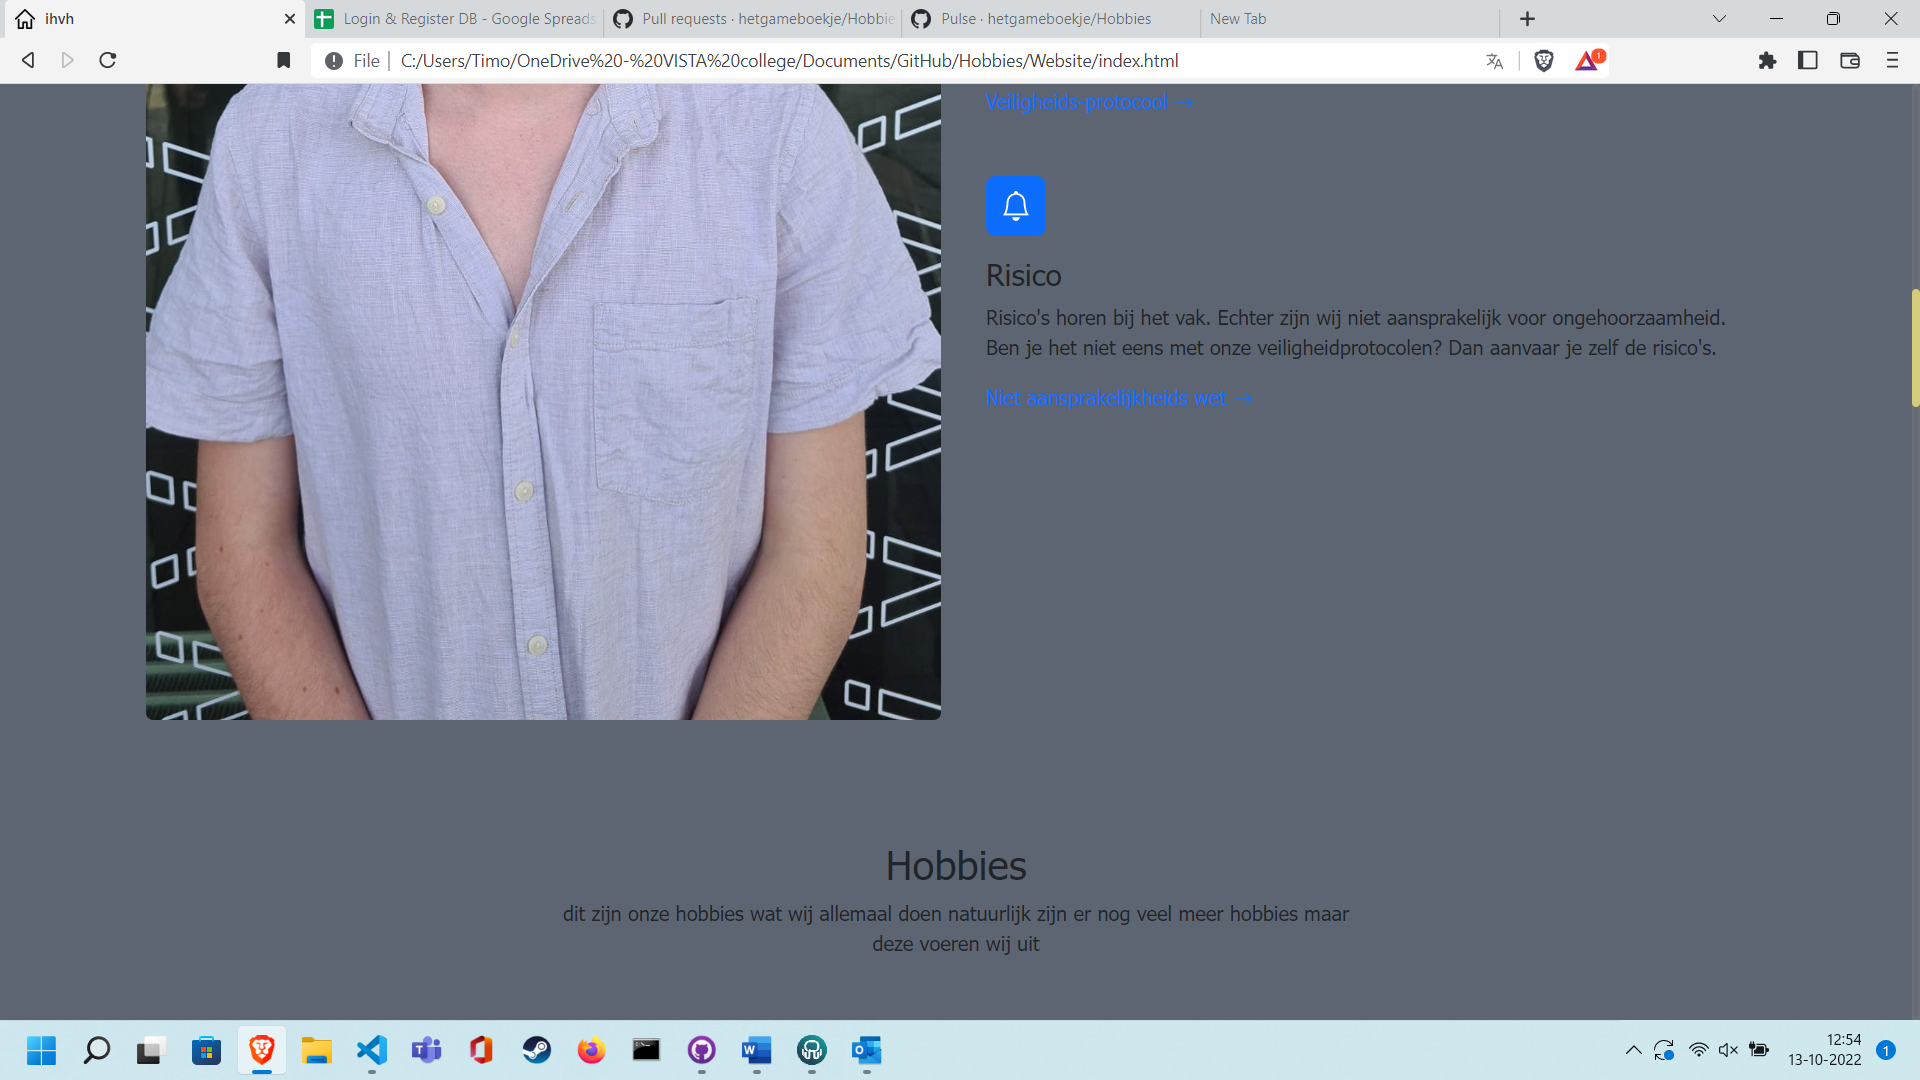 ihvh
Login & Register DB - Google Spreads
Pull requests · hetgameboekje/Hobbie
Pulse · hetgameboekje/Hobbies
New Tab
File
C:/Users/Timo/OneDrive%20-%20VISTA%20college/Documents/GitHub/Hobbies/Website/index.html
1
Veiligheids-protocool →
Risico
Risico's horen bij het vak. Echter zijn wij niet aansprakelijk voor ongehoorzaamheid.
Ben je het niet eens met onze veiligheidprotocolen? Dan aanvaar je zelf de risico's.
Niet aansprakelijkheids wet →
Hobbies
dit zijn onze hobbies wat wij allemaal doen natuurlijk zijn er nog veel meer hobbies maar
deze voeren wij uit
12:54
13-10-2022
1